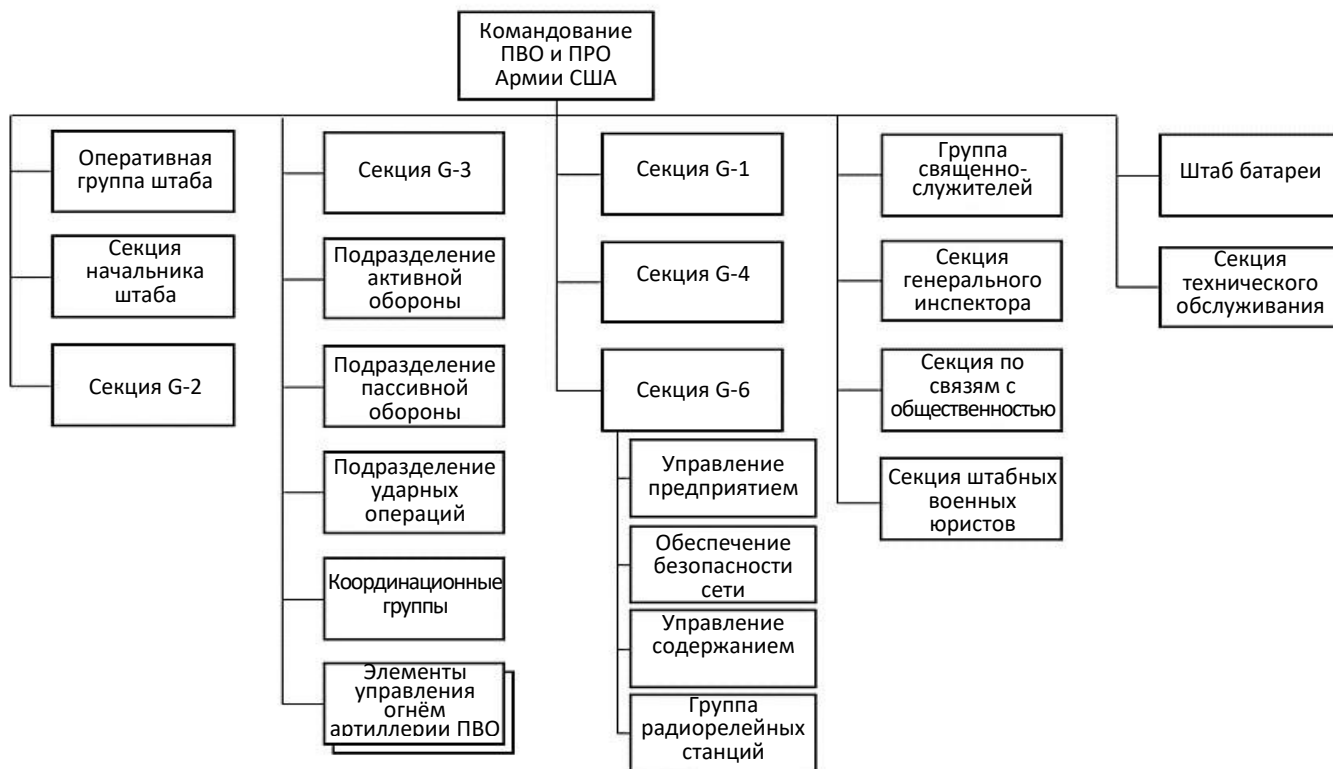 Командование
ПВО и ПРО
Армии США
Оперативная
группа штаба
Секция
начальника
штаба
Секция G-2
Секция G-3
Подразделение
активной
обороны
Подразделение
пассивной
обороны
Подразделение
ударных
операций
Координационные
группы
Элементы
управления
огнём
артиллерии ПВО
Секция G-1
Секция G-4
Секция G-6
Управление
предприятием
Обеспечение
безопасности
сети
Управление
содержанием
Группа
радиорелейных
станций
Группа
священно-
служителей
Секция
генерального
инспектора
Секция по
связям с
общественностью
Секция штабных
военных
юристов
Штаб батареи
Секция
технического
обслуживания